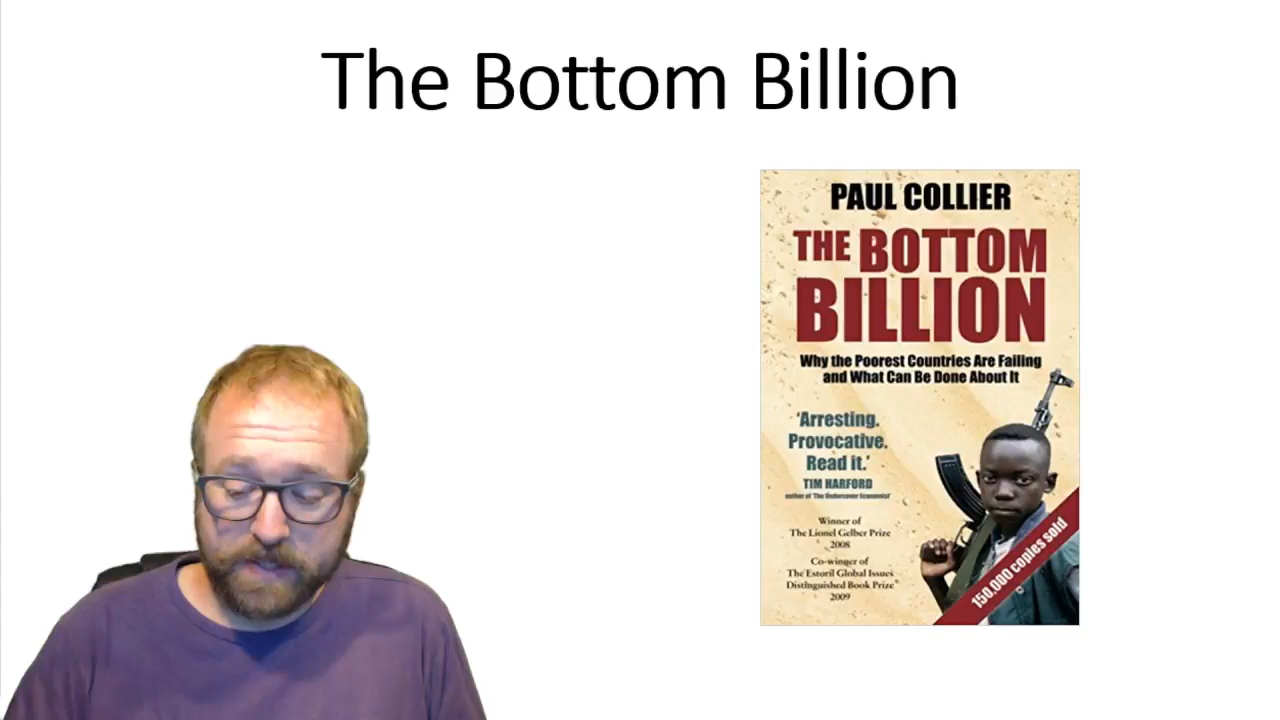 The Bottom Billion
PAUL COLLIER
THE BOTTOM
BILLION
Why the Poorest Countries Are Failing
and What Can Be Done About It
'Arresting.
Provocative.
Read it.'
TIM HARFORD
author of 'The Undercover Economist'
Winner of
The Lionel Gelber Prize
2008
Co-winner of
The Estoril Global Issues
Distinguished Book Prize
2009
150,000 copies sold